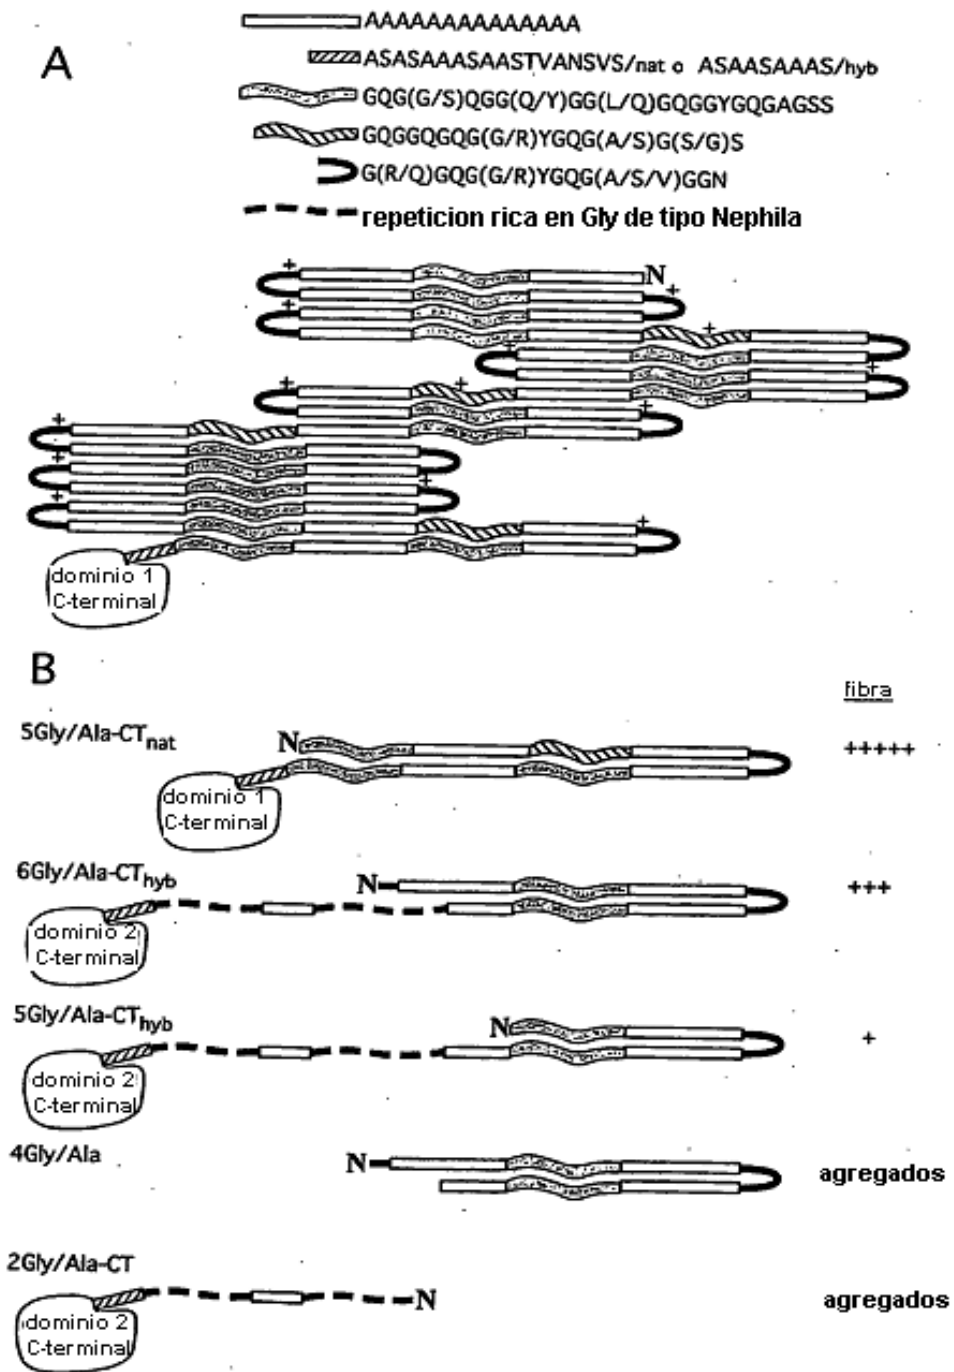 A
AAAAAAAAAAAAAA
ASASAAASAASTVANSVS/nat o ASAASAAAS/hyb
GQG(G/S)QGG(Q/Y)GG(L/Q)GQGGYGQGAGSS
GQGGQGQG(G/R)YGQG(A/S)G(S/G)S
G(R/Q)GQG(G/R)YGQG(A/S/V)GGN
repeticion rica en Gly de tipo Nephila
N
+ +
+ +
+ +
+ + +
+ +
+ +
+ +
dominio 1
C-terminal
B
fibra
5Gly/Ala-CTnat N +++++
dominio 1
C-terminal
6Gly/Ala-CThyb N +++
dominio 2
C-terminal
5Gly/Ala-CThyb N +
dominio 2
C-terminal
4Gly/Ala N agregados
2Gly/Ala-CT N agregados
dominio 2
C-terminal